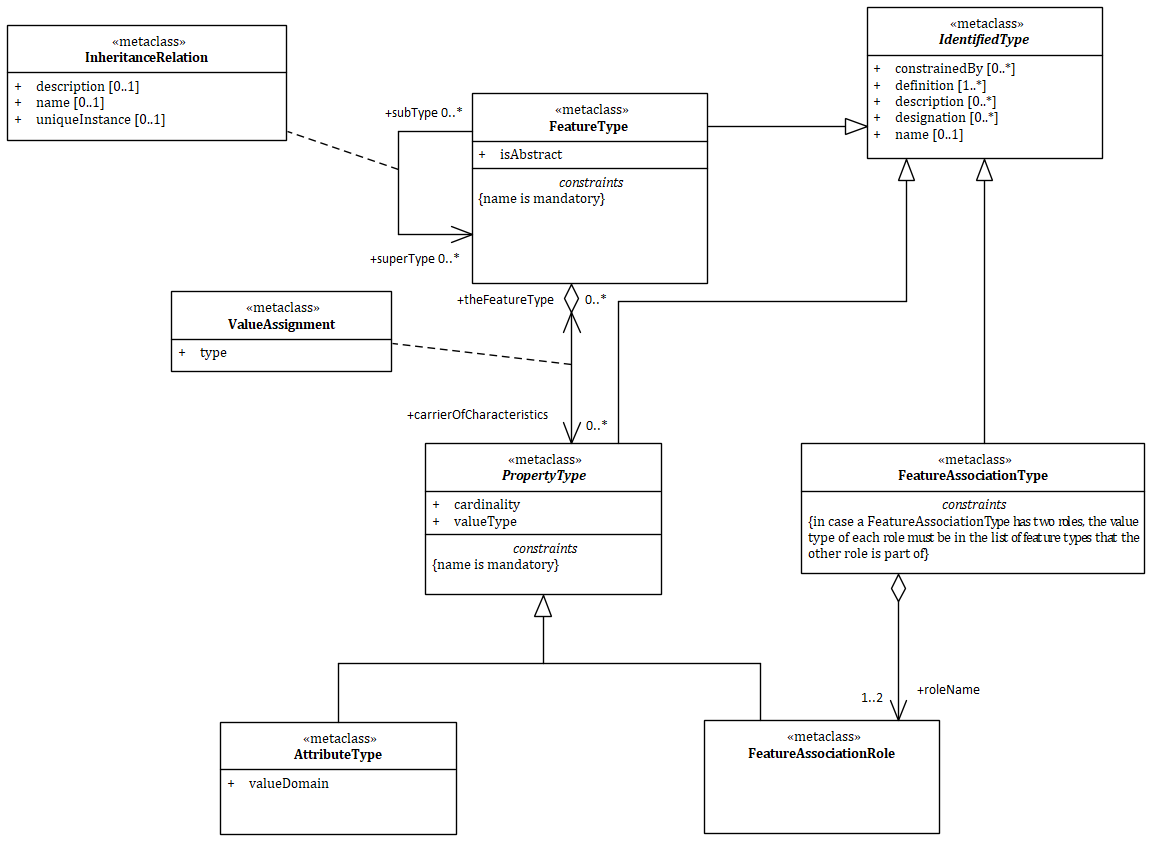 «metaclass»
InheritanceRelation
+ description [0..1]
+ name [0..1]
+ uniqueInstance [0..1]
«metaclass»
IdentifiedType
+ constrainedBy [0..*]
+ definition [1..*]
+ description [0..*]
+ designation [0..*]
+ name [0..1]
+subType 0..*
+superType 0..*
«metaclass»
FeatureType
+ isAbstract
constraints
{name is mandatory}
+theFeatureType 0..*
«metaclass»
ValueAssignment
+ type
+carrierOfCharacteristics
0..*
«metaclass»
PropertyType
+ cardinality
+ valueType
constraints
{name is mandatory}
«metaclass»
FeatureAssociationType
constraints
{in case a FeatureAssociationType has two roles, the value
type of each role must be in the list of feature types that the
other role is part of}
1..2 +roleName
«metaclass»
AttributeType
+ valueDomain
«metaclass»
FeatureAssociationRole